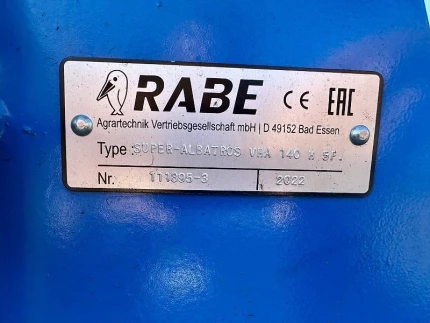 RABE CE EAC
Agrartechnik Vertriebsgesellschaft mbH | D 49152 Bad Essen
Type SUPER-ALBATROS VHA 140 M 5F.
Nr. 111895-3 2022